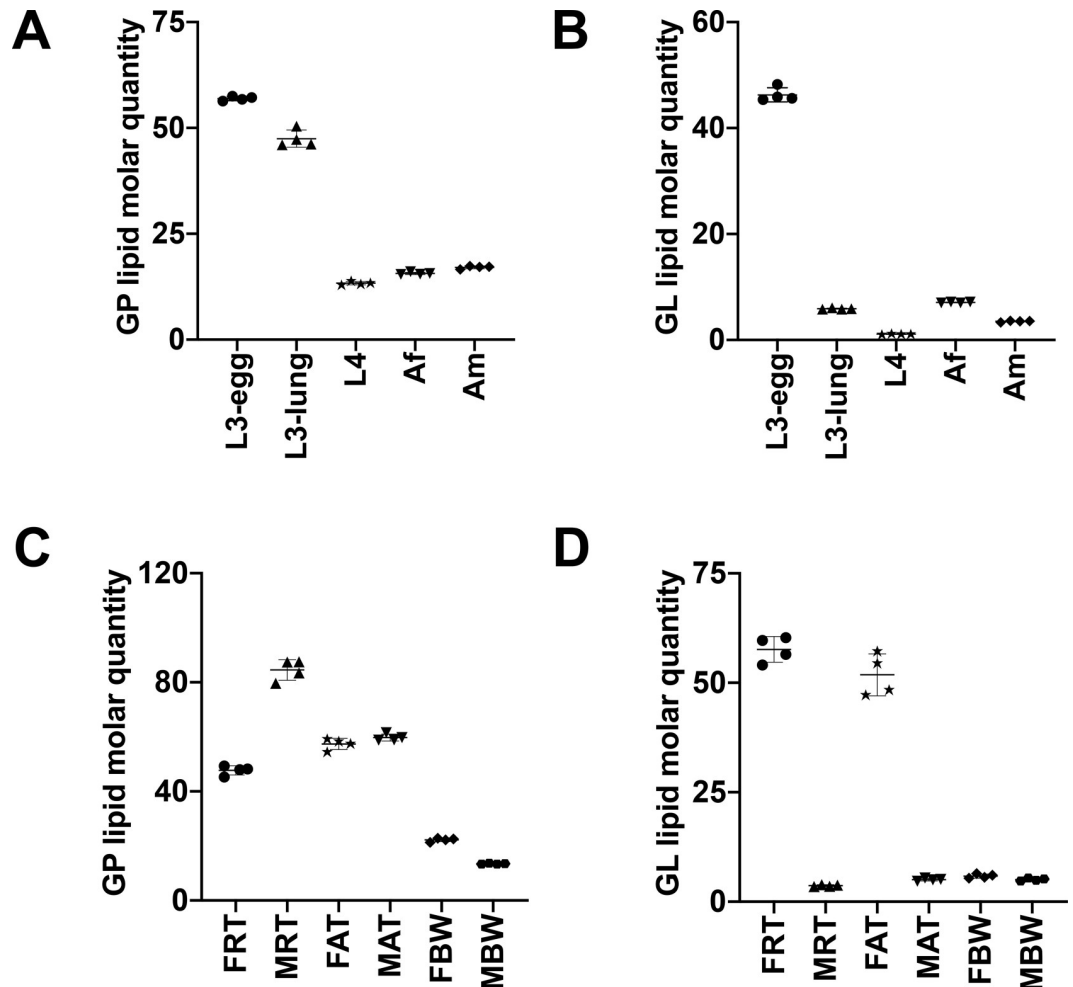 A
GP lipid molar quantity
75
50
25
0
L3-egg
L3-lung
L4
Af
Am
B
GL lipid molar quantity
60
40
20
0
L3-egg
L3-lung
L4
Af
Am
C
GP lipid molar quantity
120
80
40
0
FRT
MRT
FAT
MAT
FBW
MBW
D
GL lipid molar quantity
75
50
25
0
FRT
MRT
FAT
MAT
FBW
MBW